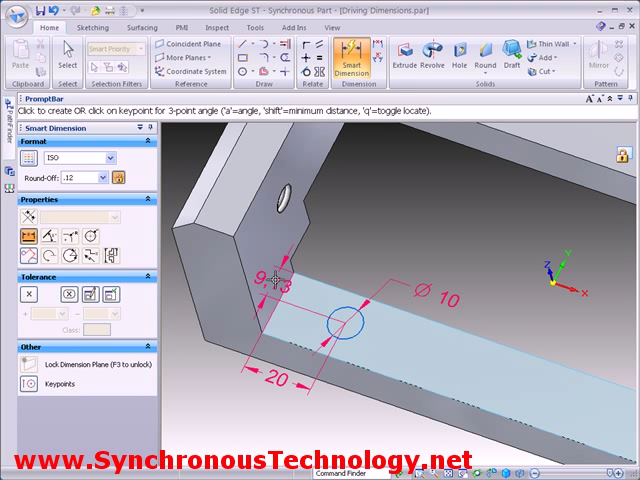 Solid Edge ST - Synchronous Part - [Driving Dimensions.par]
Home Sketching Surfacing PMI Assistant Tools Add Ins View
Paste
Select
Smart Priority
Coincident Plane
More Planes
Coordinate System
Smart Dimension
Extrude Revolve Hole Round Draft
Thin Wall
Add
Cut
Mirror
Clipboard Select Selection Filters Reference Draw Relate Dimension Solids Pattern
PathFinder
PromptBar
Click to create OR click on keypoint for 3-point angle ('a'=angle, 'shift'=minimum distance, 'q'=toggle locate).
Smart Dimension
Format
ISO
Round-Off: .12
Properties
Tolerance
x
Class:
Other
Lock Dimension Plane (F3 to unlock)
Keypoints
Ø 10
20
Z
Y
X
www.SynchronousTechnology.net
Command Finder